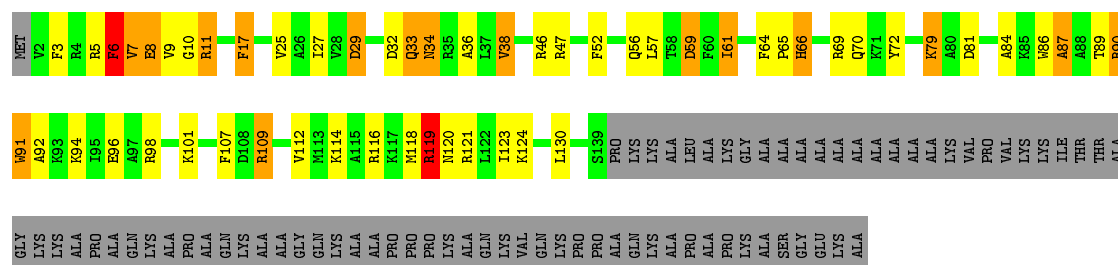 MET V2 F3 R4 R5 F6 V7 E8 V9 G10 R11 F17 V25 A26 I27 V28 D29 D32 Q33 N34 R35 A36 L37 V38 R46 R47 F52 Q56 L57 T58 D59 F60 I61 F64 P65 H66 R69 Q70 K71 Y72 K79 A80 D81 A84 K85 W86 A87 A88 T89 R90
W91 A92 K93 K94 I95 E96 A97 R98 K101 F107 D108 R109 V112 M113 K114 A115 R116 K117 M118 R119 N120 R121 L122 I123 K124 L130 S139 PRO LYS LYS ALA LEU ALA LYS GLY ALA ALA ALA ALA ALA ALA ALA ALA ALA LYS VAL PRO VAL LYS LYS ILE THR THR ALA
GLY LYS LYS ALA PRO ALA GLN LYS ALA PRO ALA GLN LYS ALA ALA GLY GLN LYS ALA ALA PRO PRO PRO LYS ALA GLN LYS VAL GLN LYS PRO PRO ALA GLN LYS ALA PRO ALA PRO LYS ALA SER GLY GLU LYS ALA